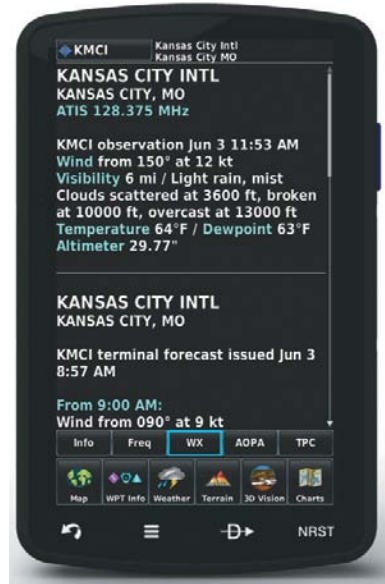 KMCI
Kansas City Intl
Kansas City MO
KANSAS CITY INTL
KANSAS CITY, MO
ATIS 128.375 MHz
KMCI observation Jun 3 11:53 AM
Wind from 150° at 12 kt
Visibility 6 mi / Light rain, mist
Clouds scattered at 3600 ft, broken
at 10000 ft, overcast at 13000 ft
Temperature 64°F / Dewpoint 63°F
Altimeter 29.77"
KANSAS CITY INTL
KANSAS CITY, MO
KMCI terminal forecast issued Jun 3
8:57 AM
From 9:00 AM:
Wind from 090° at 9 kt
Info Freq WX AOPA TPC
Map WPT Info Weather Terrain 3D Vision Charts
D
NRST